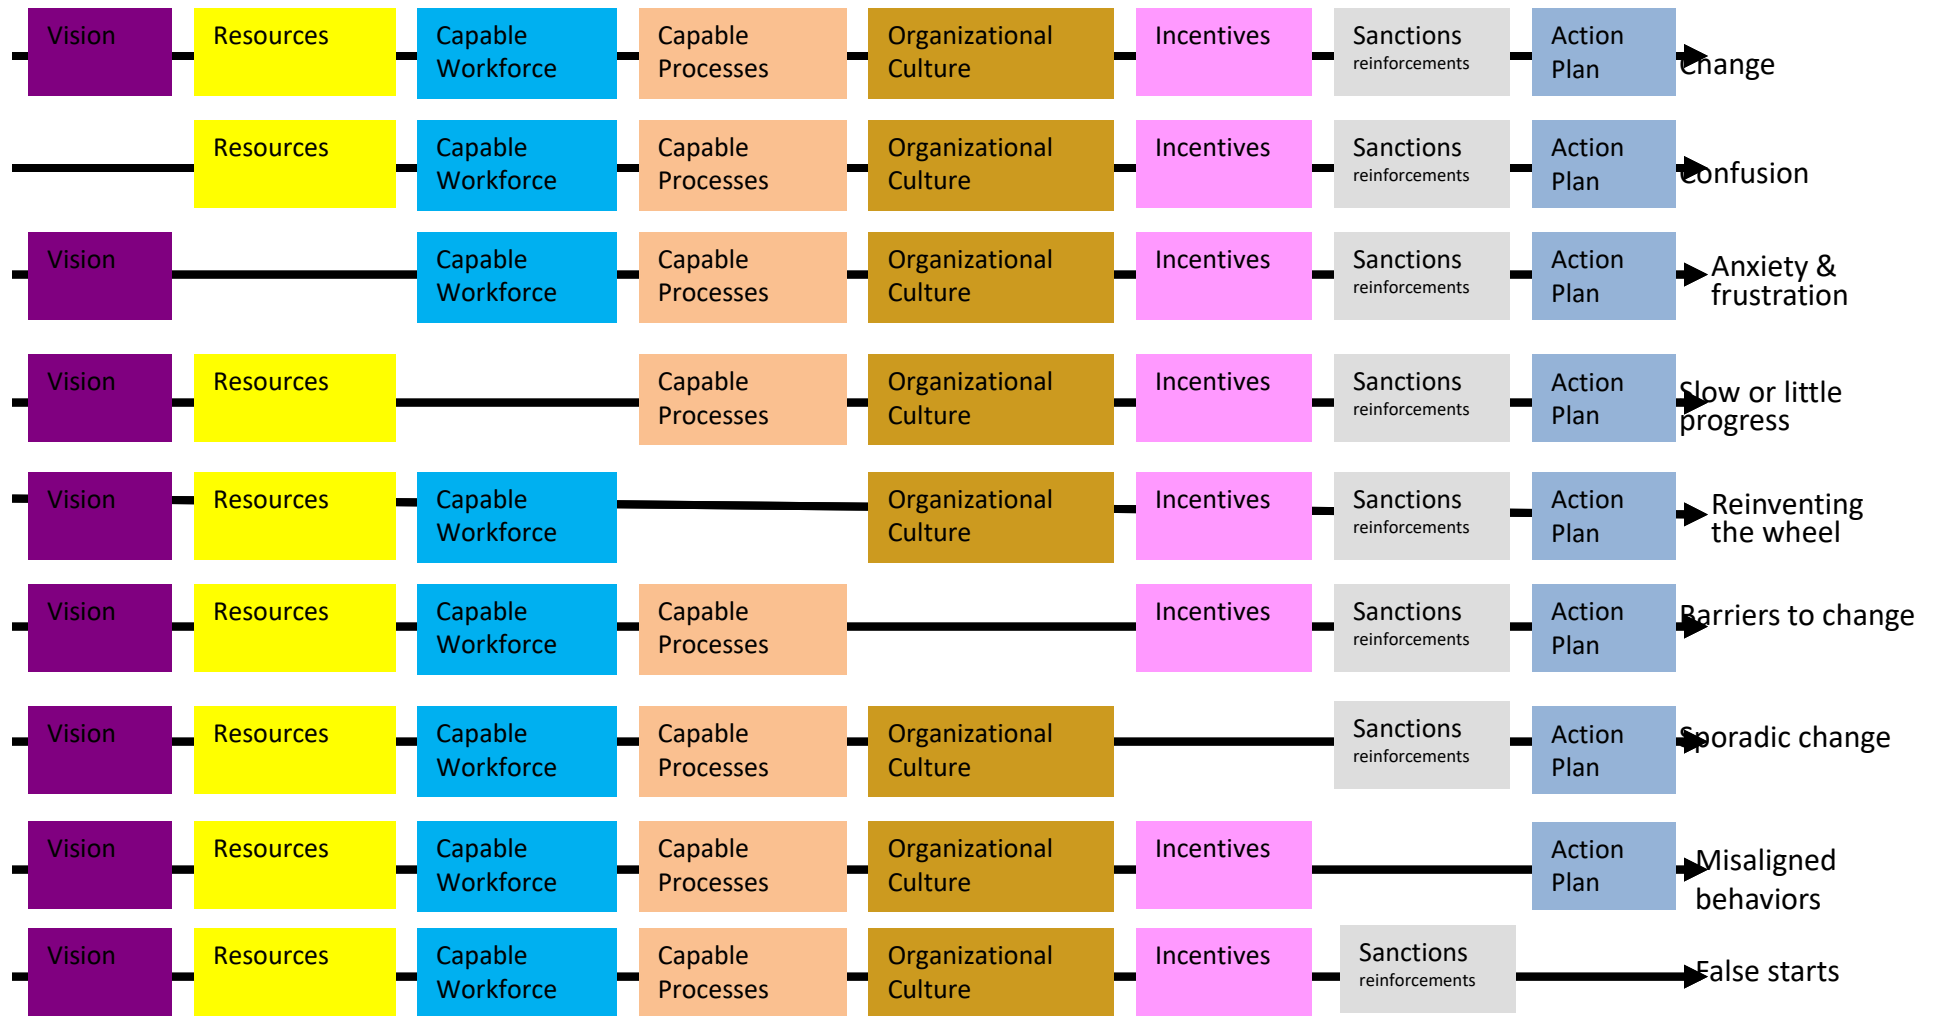 Vision Resources Capable Capable Organizational Incentives Sanctions Action
Workforce Processes Culture reinforcements Plan Change
Resources Capable Capable Organizational Incentives Sanctions Action
Workforce Processes Culture reinforcements Plan Confusion
Vision Capable Capable Organizational Incentives Sanctions Action Anxiety &
Workforce Processes Culture reinforcements Plan frustration
Vision Resources Capable Organizational Incentives Sanctions Action Slow or little
Processes Culture reinforcements Plan progress
Vision Resources Capable Organizational Incentives Sanctions Action Reinventing
Workforce Culture reinforcements Plan the wheel
Vision Resources Capable Capable Incentives Sanctions Action Barriers to change
Workforce Processes reinforcements Plan
Vision Resources Capable Capable Organizational Sanctions Action Sporadic change
Workforce Processes Culture reinforcements Plan
Vision Resources Capable Capable Organizational Incentives Action Misaligned
Workforce Processes Culture Plan behaviors
Vision Resources Capable Capable Organizational Incentives Sanctions False starts
Workforce Processes Culture reinforcements